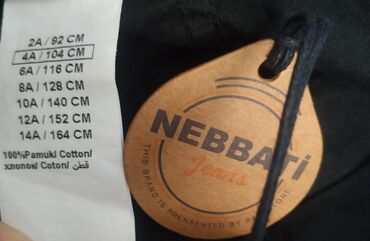 2A / 92 CM
4A / 104 CM
6A / 116 CM
8A / 128 CM
10A / 140 CM
12A / 152 CM
14A / 164 CM
100% Pamuk/ Cotton/
хлопок/ Coton/ قطن
NEBBATİ
Jeans
THIS BRAND IS PRENSENTED BY